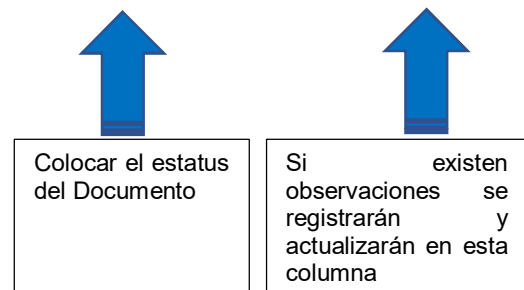 Colocar el estatus
del Documento
Si existen
observaciones se
registrarán y
actualizarán en esta
columna